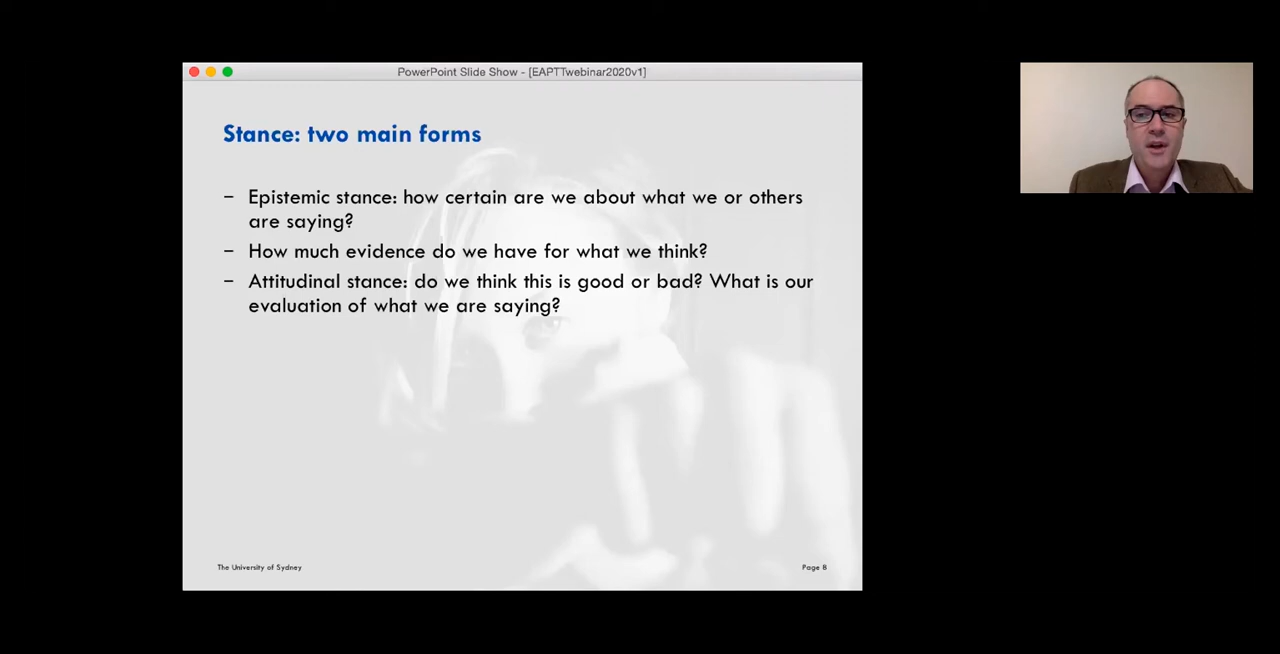 PowerPoint Slide Show - [EAPTTwebinar2020v1]
Stance: two main forms
– Epistemic stance: how certain are we about what we or others
are saying?
– How much evidence do we have for what we think?
– Attitudinal stance: do we think this is good or bad? What is our
evaluation of what we are saying?
The University of Sydney
Page 8